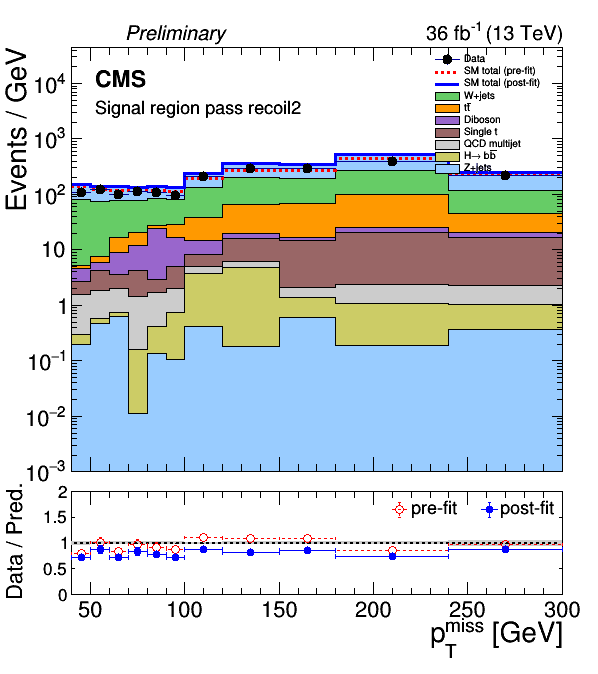 Preliminary 36 fb⁻¹ (13 TeV)
Events / GeV
CMS
Signal region pass recoil2
Data
SM total (pre-fit)
SM total (post-fit)
W+jets
tt̅
Diboson
Single t
QCD multijet
H→ bb̅
Z+jets
10⁴
10³
10²
10
1
10⁻¹
10⁻²
10⁻³
Data / Pred.
pre-fit post-fit
2
1.5
1
0.5
0
50 100 150 200 250 300
p_T^miss [GeV]